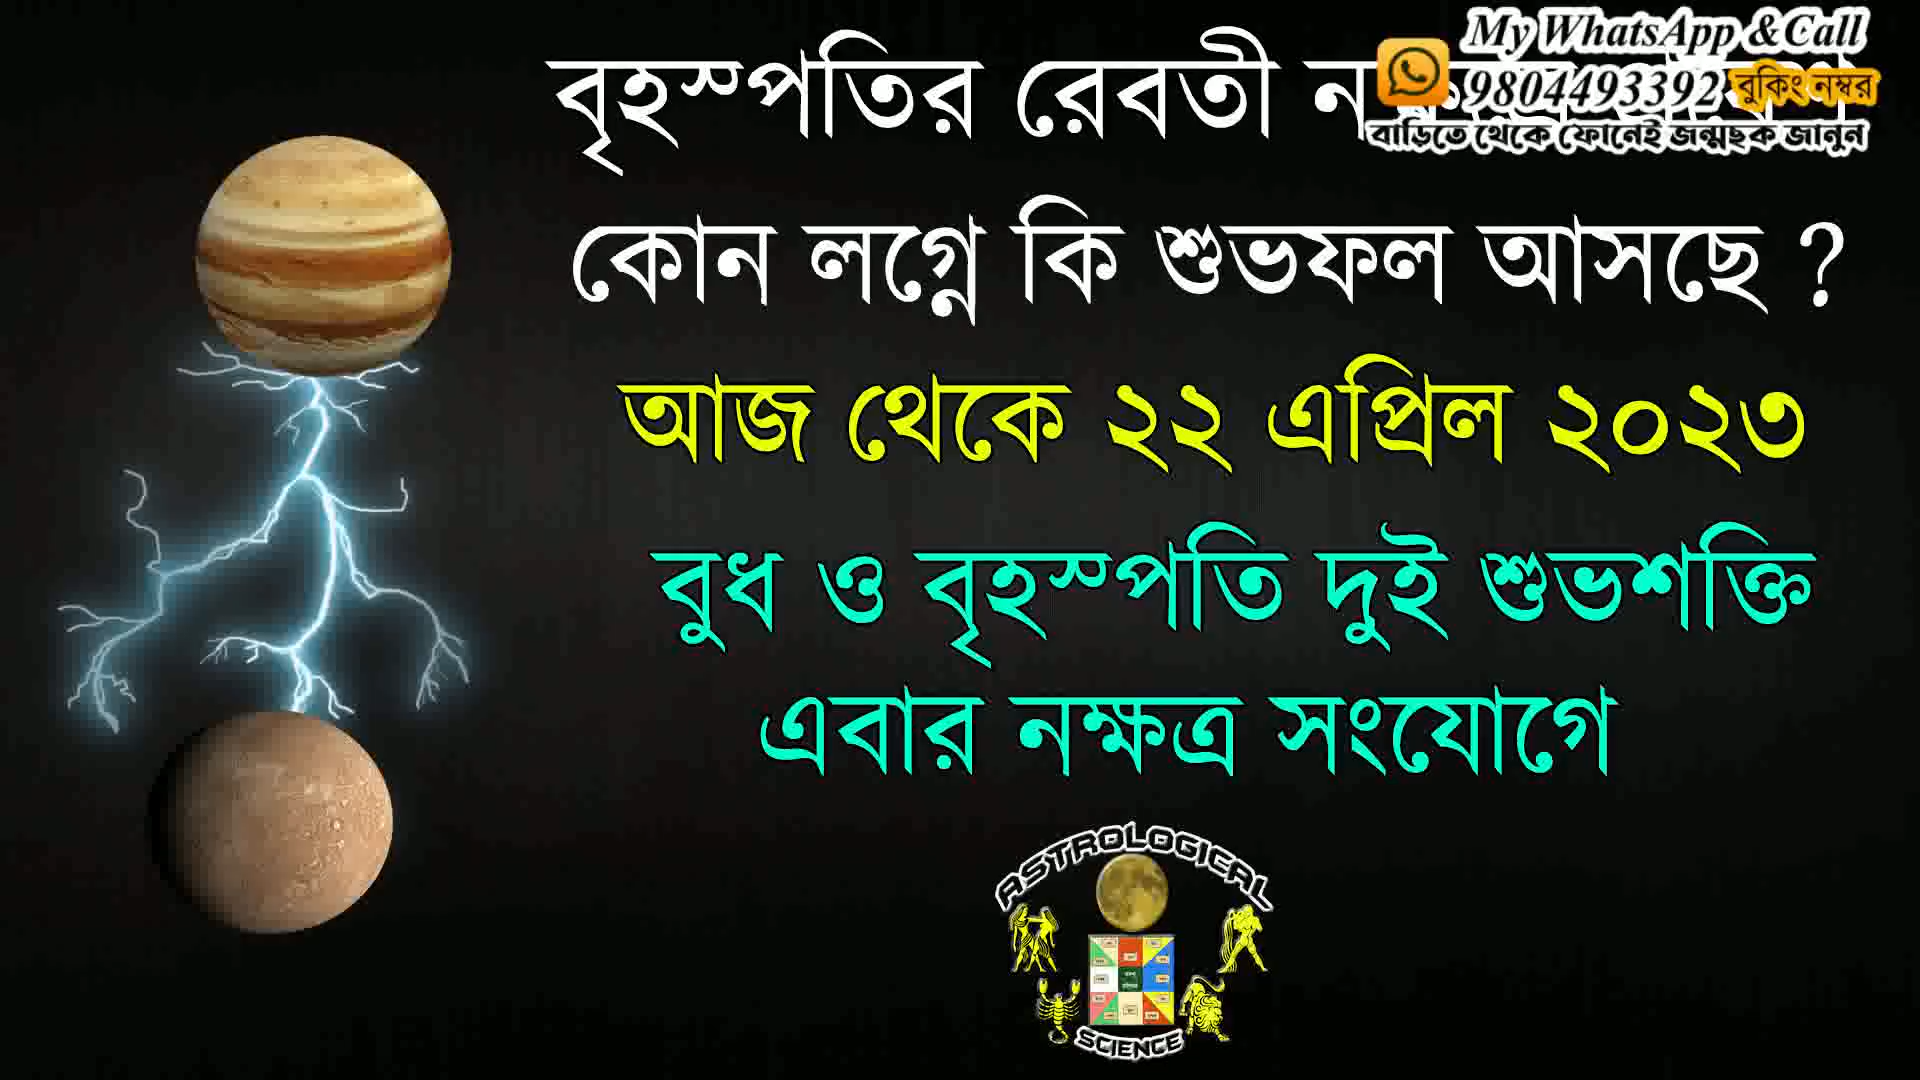 My WhatsApp &Call
9804493392 বুকিং নম্বর
বাড়িতে থেকে ফোনেই জন্মছক জানুন
বৃহস্পতির রেবতী
কোন লগ্নে কি শুভফল আসছে ?
আজ থেকে ২২ এপ্রিল ২০২৩
বুধ ও বৃহস্পতি দুই শুভশক্তি
এবার নক্ষত্র সংযোগে
ASTROLOGICAL
SCIENCE